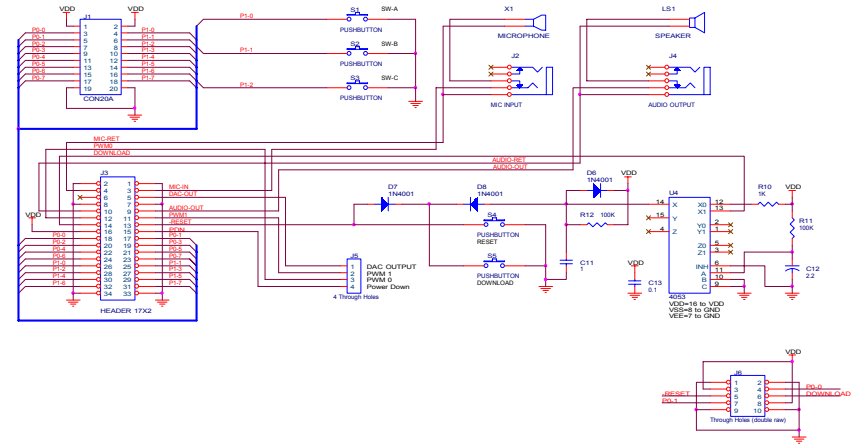 VDD J1 VDD
1 2
3 4
5 6
7 8
9 10
11 12
13 14
15 16
17 18
19 20
CON20A
P0-0 P1-0
P0-1 P1-1
P0-2 P1-2
P0-3 P1-3
P0-4 P1-4
P0-5 P1-5
P0-6 P1-6
P0-7 P1-7
P1-0 S1 SW-A
PUSHBUTTON
P1-1 S2 SW-B
PUSHBUTTON
P1-2 S3 SW-C
PUSHBUTTON
X1
MICROPHONE
J2
MIC INPUT
LS1
SPEAKER
J4
AUDIO OUTPUT
MIC-RET
PWM0
DOWNLOAD
AUDIO-RET
AUDIO-OUT
J3
2 1
4 3
6 5
8 7
10 9
12 11
14 13
16 15
18 17
20 19
22 21
24 23
26 25
28 27
30 29
32 31
34 33
HEADER 17X2
VDD
MIC-IN
DAC-OUT
AUDIO-OUT
PWM1
-RESET
PDN
P0-0 P0-1
P0-2 P0-3
P0-4 P0-5
P0-6 P0-7
P1-0 P1-1
P1-2 P1-3
P1-4 P1-5
P1-6 P1-7
J5
1 DAC OUTPUT
2 PWM 1
3 PWM 0
4 Power Down
4 Through Holes
D7
1N4001
D8
1N4001
S4
PUSHBUTTON
RESET
S5
PUSHBUTTON
DOWNLOAD
D6
1N4001
VDD
R12 100K
C11
1
VDD
C13
0.1
U4
14 X X0 12
X1 13
15 Y Y0 2
Y1 1
4 Z Z0 5
Z1 3
INH 6
A 11
B 10
C 9
4053
VDD=16 to VDD
VSS=8 to GND
VEE=7 to GND
R10
1K
VDD
R11
100K
C12
2.2
VDD
J6
1 2
3 4
5 6
7 8
9 10
-RESET
P0-1
P0-0
DOWNLOAD
Through Holes (double raw)